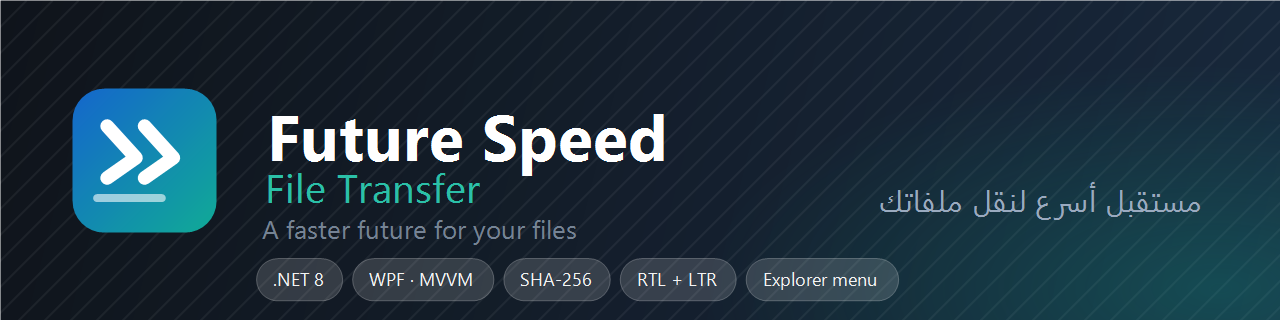 Future Speed
File Transfer
مستقبل أسرع لنقل ملفاتك
A faster future for your files
.NET 8
WPF · MVVM
SHA-256
RTL + LTR
Explorer menu